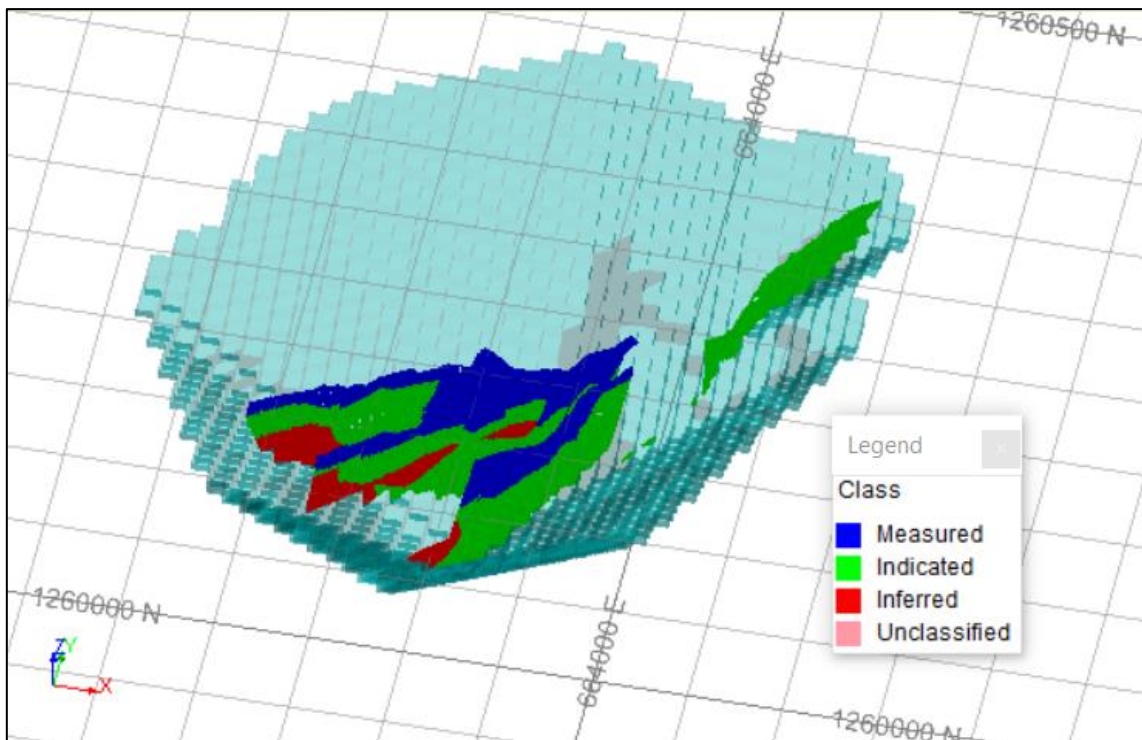 1260500 N
664000 E
Legend
Class
Measured
Indicated
Inferred
Unclassified
1260000 N
664000 E
1260000 N
Z
Y
X